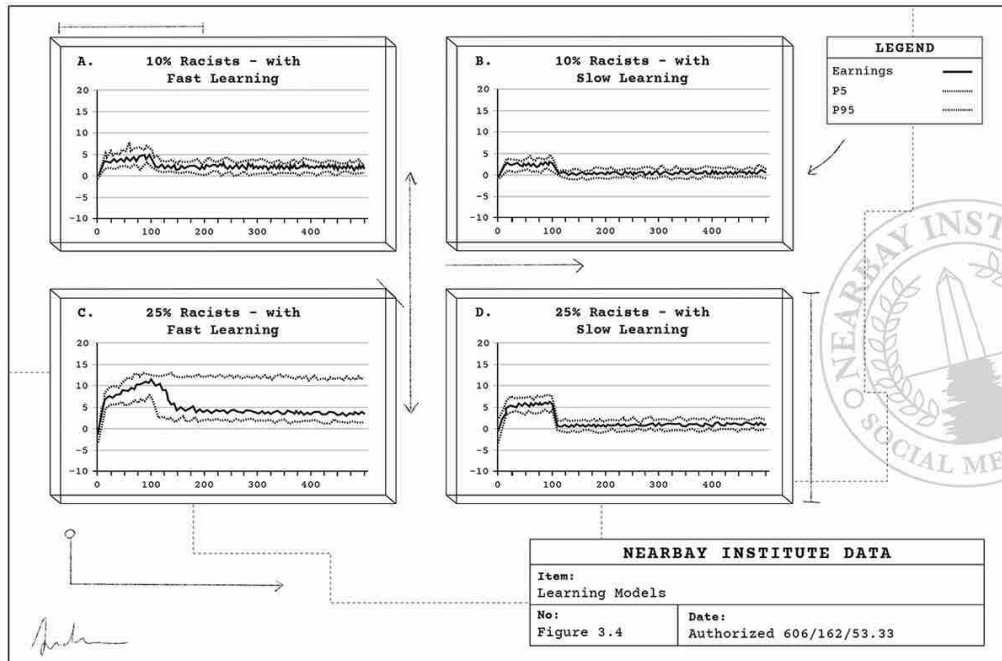 A. 10% Racists - with
Fast Learning
20
15
10
5
0
-5
-10
0 100 200 300 400
B. 10% Racists - with
Slow Learning
20
15
10
5
0
-5
-10
0 100 200 300 400
LEGEND
Earnings
P5
P95
C. 25% Racists - with
Fast Learning
20
15
10
5
0
-5
-10
0 100 200 300 400
D. 25% Racists - with
Slow Learning
20
15
10
5
0
-5
-10
0 100 200 300 400
NEARBAY INST
SOCIAL ME
NEARBAY INSTITUTE DATA
Item:
Learning Models
No:
Figure 3.4
Date:
Authorized 606/162/53.33